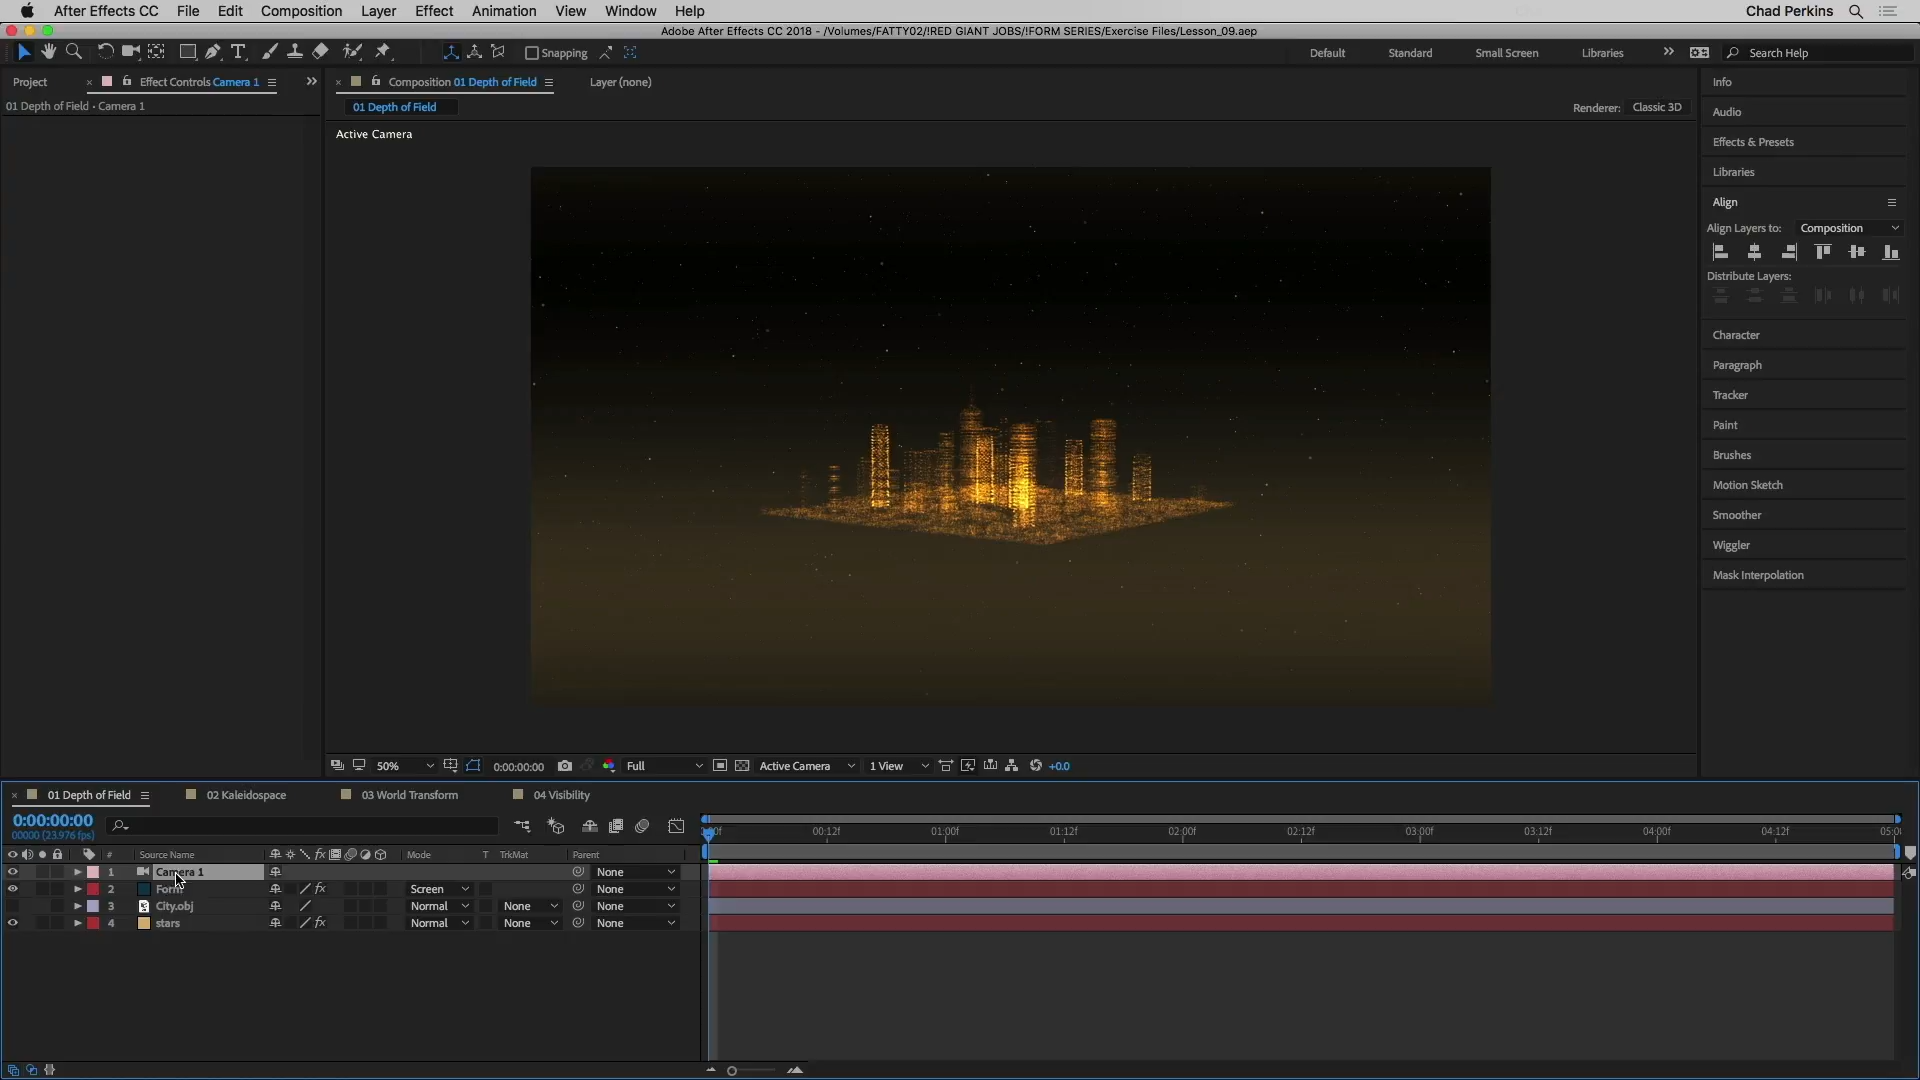 After Effects CC File Edit Composition Layer Effect Animation View Window Help Chad Perkins
Adobe After Effects CC 2018 - /Volumes/FATTY02/!RED GIANT JOBS/!FORM SERIES/Exercise Files/Lesson_09.aep
Snapping Default Standard Small Screen Libraries Search Help
Project Effect Controls Camera 1 Composition 01 Depth of Field Layer (none) Info
01 Depth of Field • Camera 1 01 Depth of Field Renderer: Classic 3D
Audio
Active Camera
Effects & Presets
Libraries
Align
Align Layers to: Composition
Distribute Layers:
Character
Paragraph
Tracker
Paint
Brushes
Motion Sketch
Smoother
Wiggler
Mask Interpolation
50% 0:00:00:00 Full Active Camera 1 View +0.0
01 Depth of Field 02 Kaleidospace 03 World Transform 04 Visibility
0:00:00:00
00000 (23.976 fps)
00:12f 01:00f 01:12f 02:00f 02:12f 03:00f 03:12f 04:00f 04:12f
# Source Name fx Mode T TrkMat Parent
1 Camera 1 None
2 Form fx Screen None
3 City.obj Normal None None
4 stars fx Normal None None